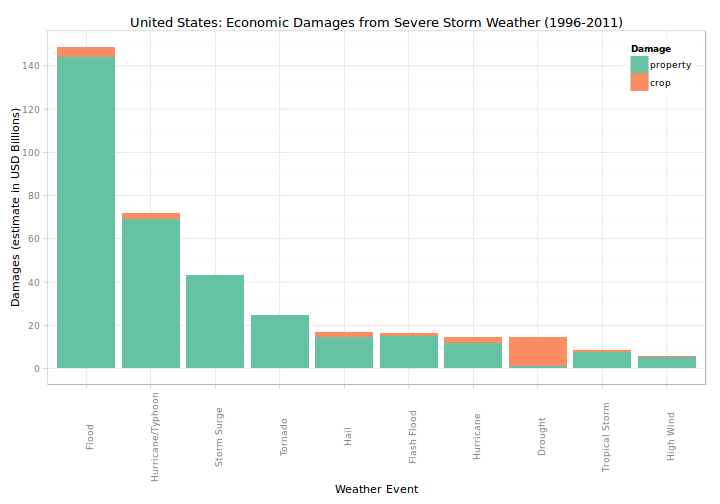 United States: Economic Damages from Severe Storm Weather (1996-2011)
Damage
property
crop
Damages (estimate in USD Billions)
140
120
100
80
60
40
20
0
Flood
Hurricane/Typhoon
Storm Surge
Tornado
Hail
Flash Flood
Hurricane
Drought
Tropical Storm
High Wind
Weather Event